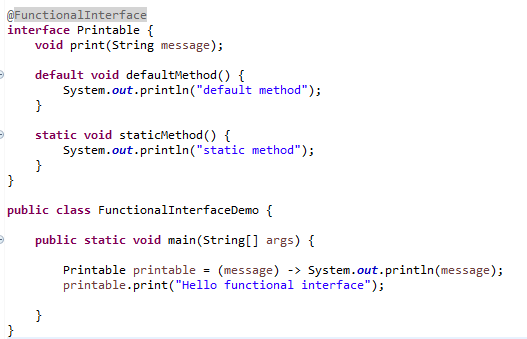 @FunctionalInterface
interface Printable {
    void print(String message);
    default void defaultMethod() {
        System.out.println("default method");
    }
    static void staticMethod() {
        System.out.println("static method");
    }
}
public class FunctionalInterfaceDemo {
    public static void main(String[] args) {
        Printable printable = (message) -> System.out.println(message);
        printable.print("Hello functional interface");
    }
}